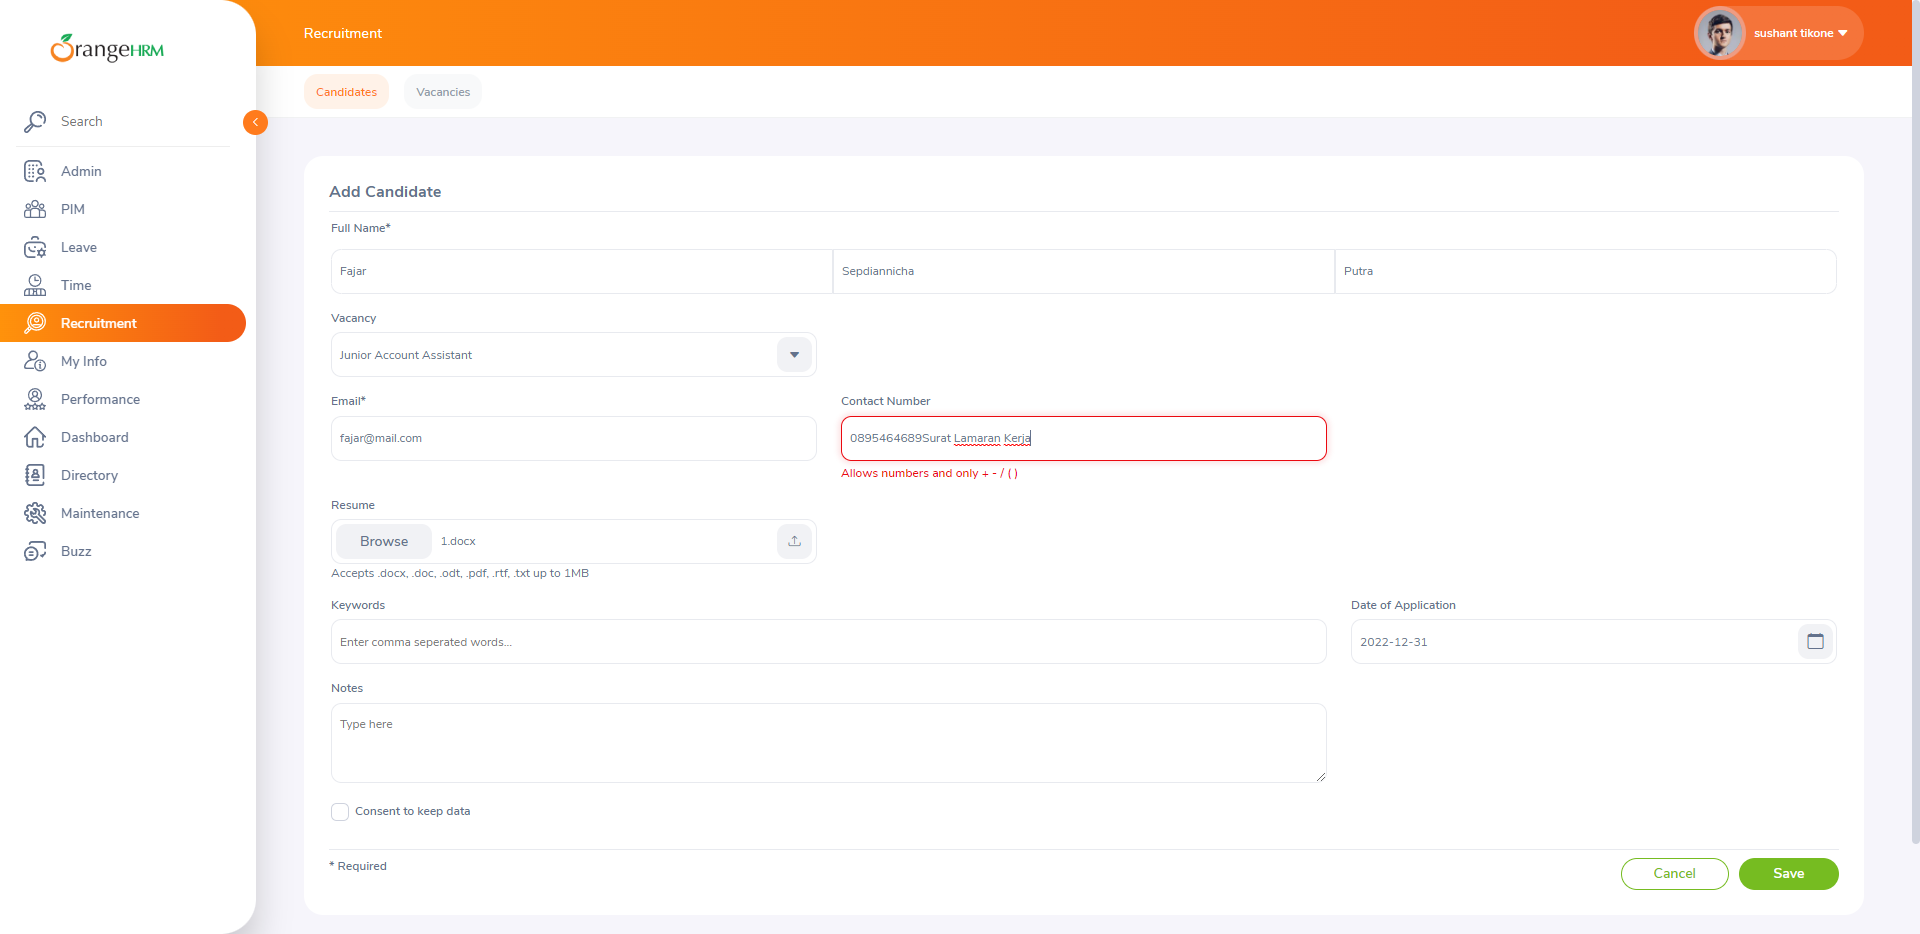 OrangeHRM
Recruitment
sushant tikone
Candidates
Vacancies
Search
Admin
PIM
Leave
Time
Recruitment
My Info
Performance
Dashboard
Directory
Maintenance
Buzz
Add Candidate
Full Name*
Fajar
Sepdiannicha
Putra
Vacancy
Junior Account Assistant
Email*
Contact Number
fajar@mail.com
0895464689Surat Lamaran Kerja
Allows numbers and only + - / ( )
Resume
Browse
1.docx
Accepts .docx, .doc, .odt, .pdf, .rtf, .txt up to 1MB
Keywords
Date of Application
Enter comma seperated words...
2022-12-31
Notes
Type here
Consent to keep data
* Required
Cancel
Save